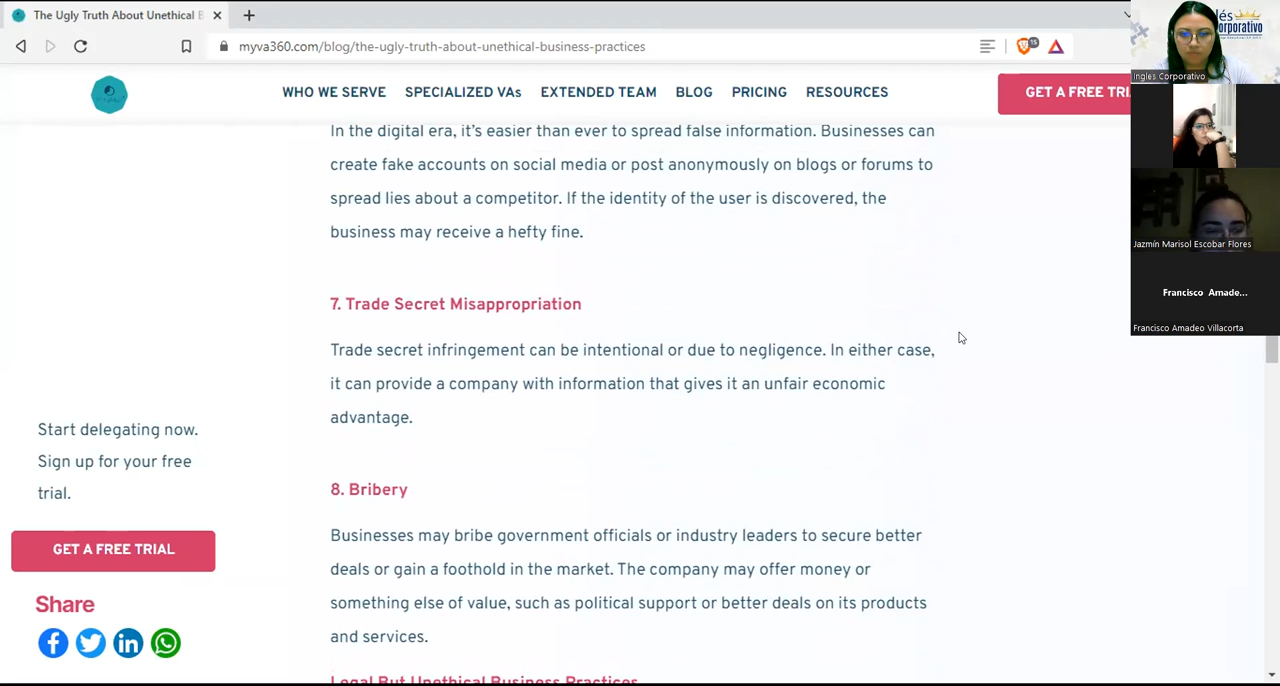 The Ugly Truth About Unethical B
myva360.com/blog/the-ugly-truth-about-unethical-business-practices
15
WHO WE SERVE SPECIALIZED VAs EXTENDED TEAM BLOG PRICING RESOURCES
GET A FREE TRI
In the digital era, it's easier than ever to spread false information. Businesses can
create fake accounts on social media or post anonymously on blogs or forums to
spread lies about a competitor. If the identity of the user is discovered, the
business may receive a hefty fine.
7. Trade Secret Misappropriation
Trade secret infringement can be intentional or due to negligence. In either case,
it can provide a company with information that gives it an unfair economic
advantage.
8. Bribery
Businesses may bribe government officials or industry leaders to secure better
deals or gain a foothold in the market. The company may offer money or
something else of value, such as political support or better deals on its products
and services.
Legal But Unethical Business Practices
Start delegating now.
Sign up for your free
trial.
GET A FREE TRIAL
Share
lés
orporativo
Ingles Corporativo
Jazmín Marisol Escobar Flores
Francisco Amade...
Francisco Amadeo Villacorta